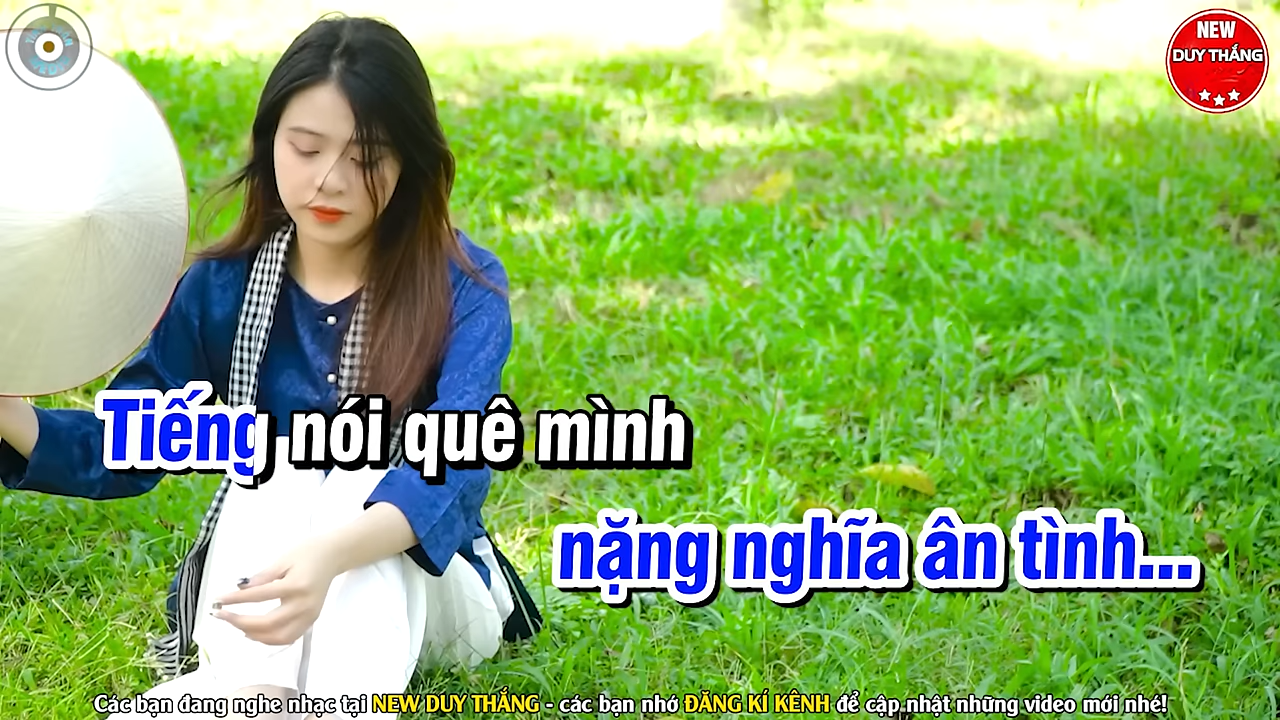 NEW
DUY THẮNG
Tiếng nói quê mình
nặng nghĩa ân tình...
Các bạn đang nghe nhạc tại NEW DUY THẮNG - các bạn nhớ ĐĂNG KÍ KÊNH để cập nhật những video mới nhé!